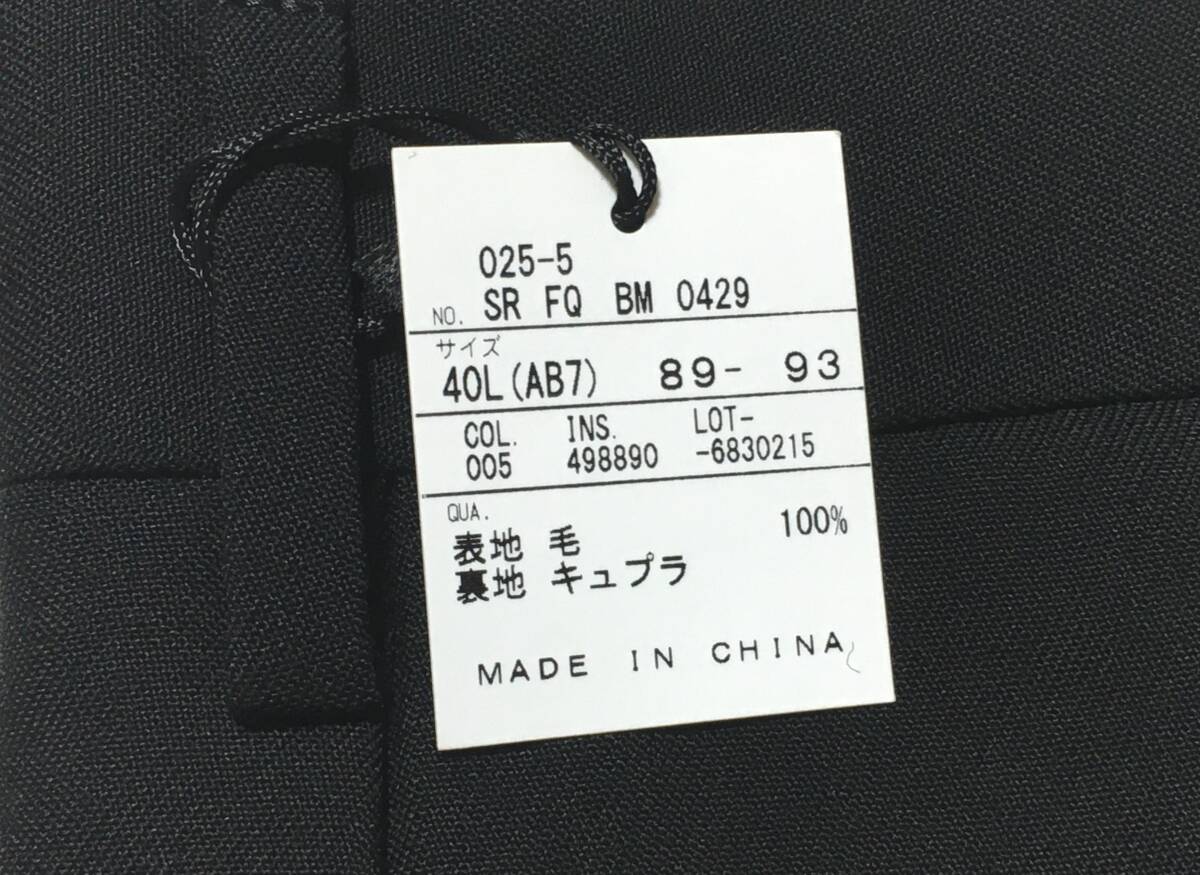 025-5
NO. SR FQ BM 0429
サイズ
40L(AB7) 89- 93
COL. INS. LOT-
005 498890 -6830215
QUA.
表地 毛 100%
裏地 キュプラ
MADE IN CHINA